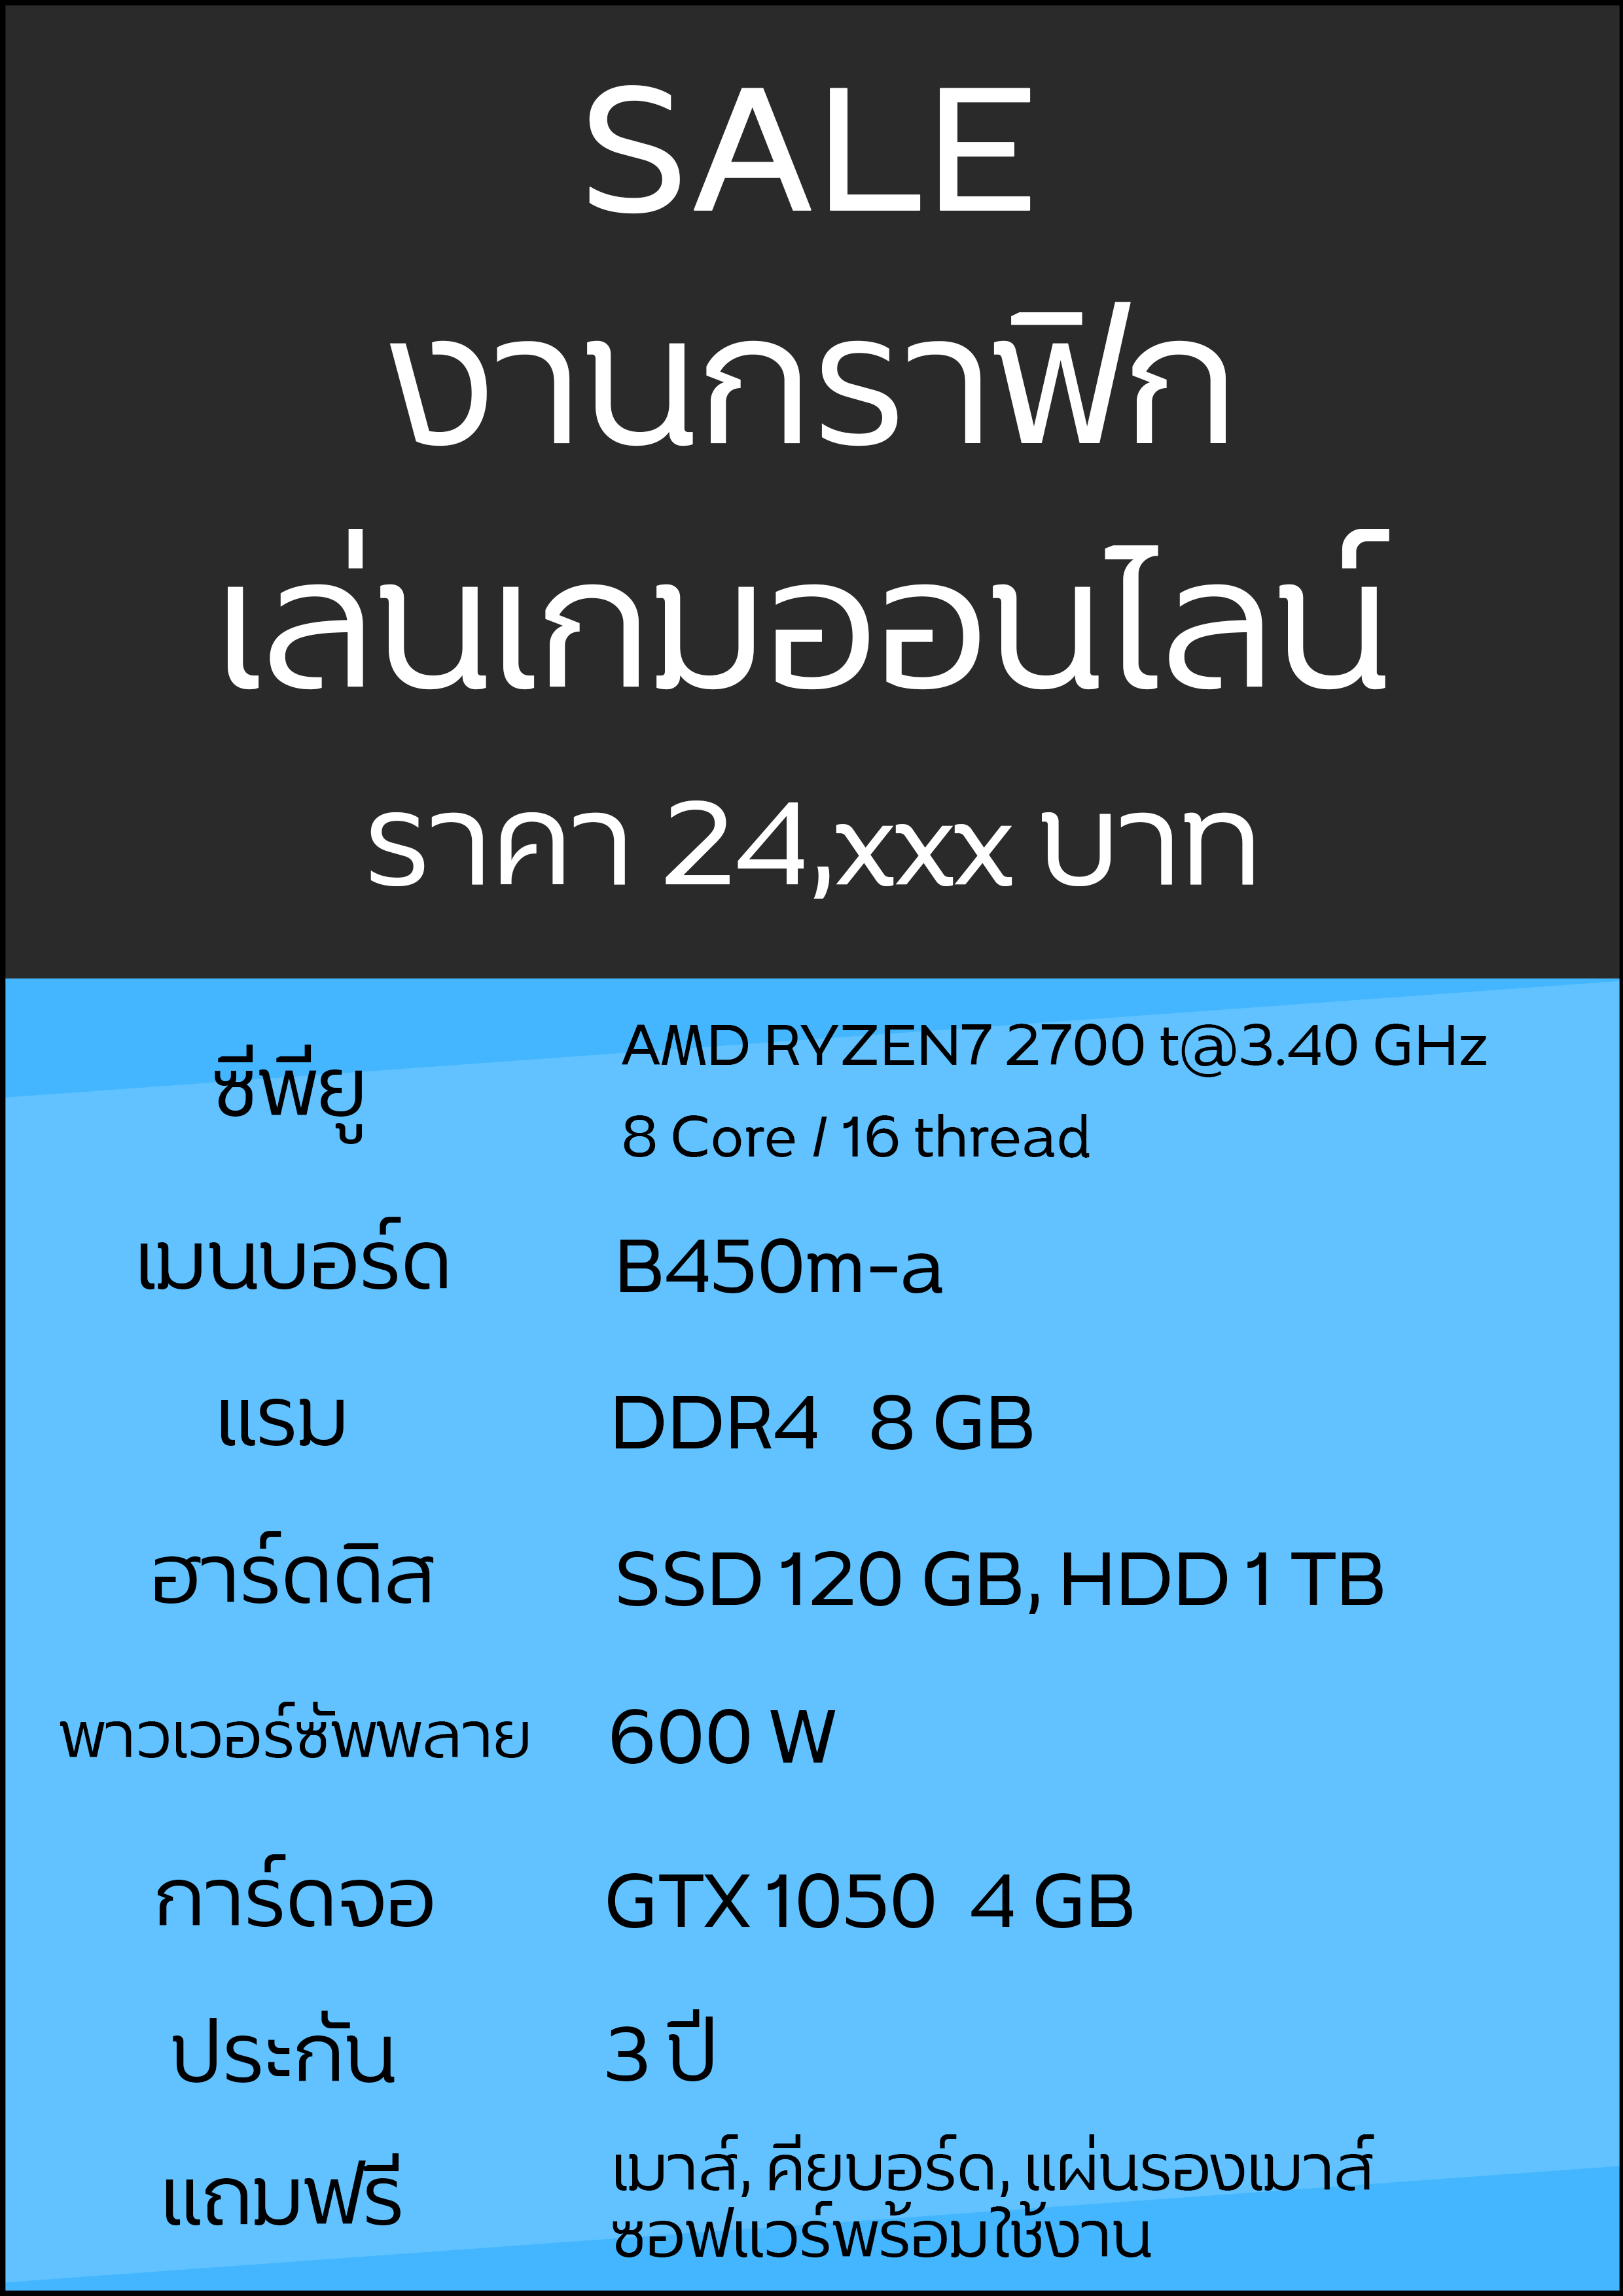 SALE
งานกราฟิก
เล่นเกมออนไลน์
ราคา 24,xxx บาท
ซีพียู
AMD RYZEN7 2700 t@3.40 GHz
8 Core / 16 thread
เมนบอร์ด B450m-a
แรม DDR4 8 GB
ฮาร์ดดิส SSD 120 GB, HDD 1 TB
พาวเวอร์ซัพพลาย 600 W
การ์ดจอ GTX 1050 4 GB
ประกัน 3 ปี
แถมฟรี
เมาส์, คียบอร์ด, แผ่นรองเมาส์
ซอฟแวร์พร้อมใช้งาน